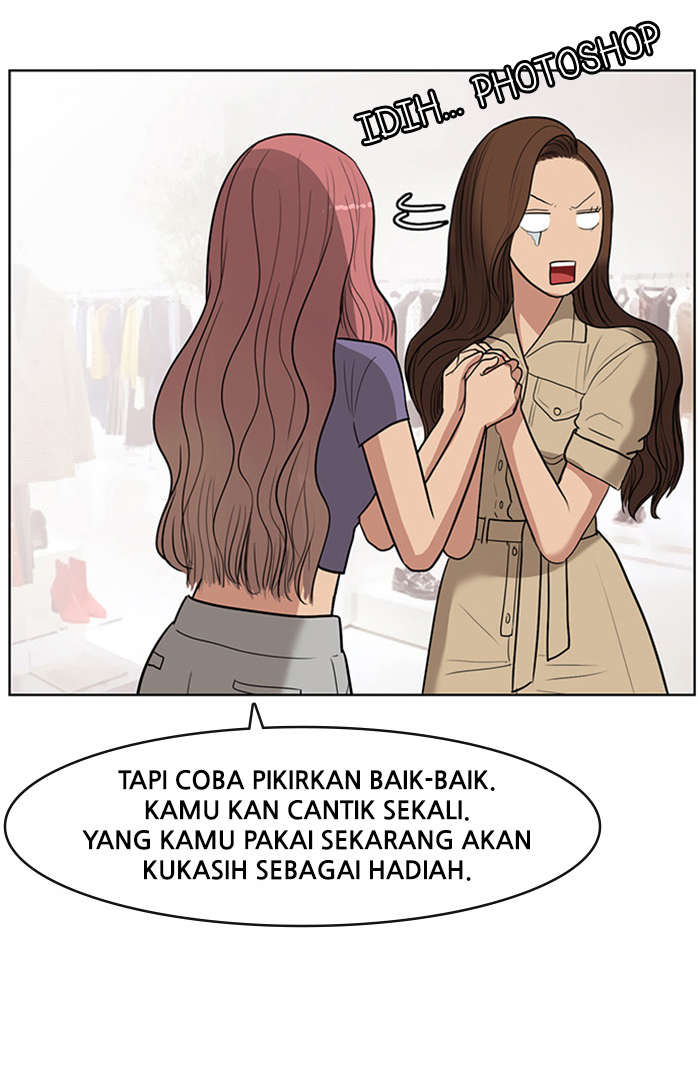 IDIH... PHOTOSHOP
TAPI COBA PIKIRKAN BAIK-BAIK.
KAMU KAN CANTIK SEKALI.
YANG KAMU PAKAI SEKARANG AKAN
KUKASIH SEBAGAI HADIAH.